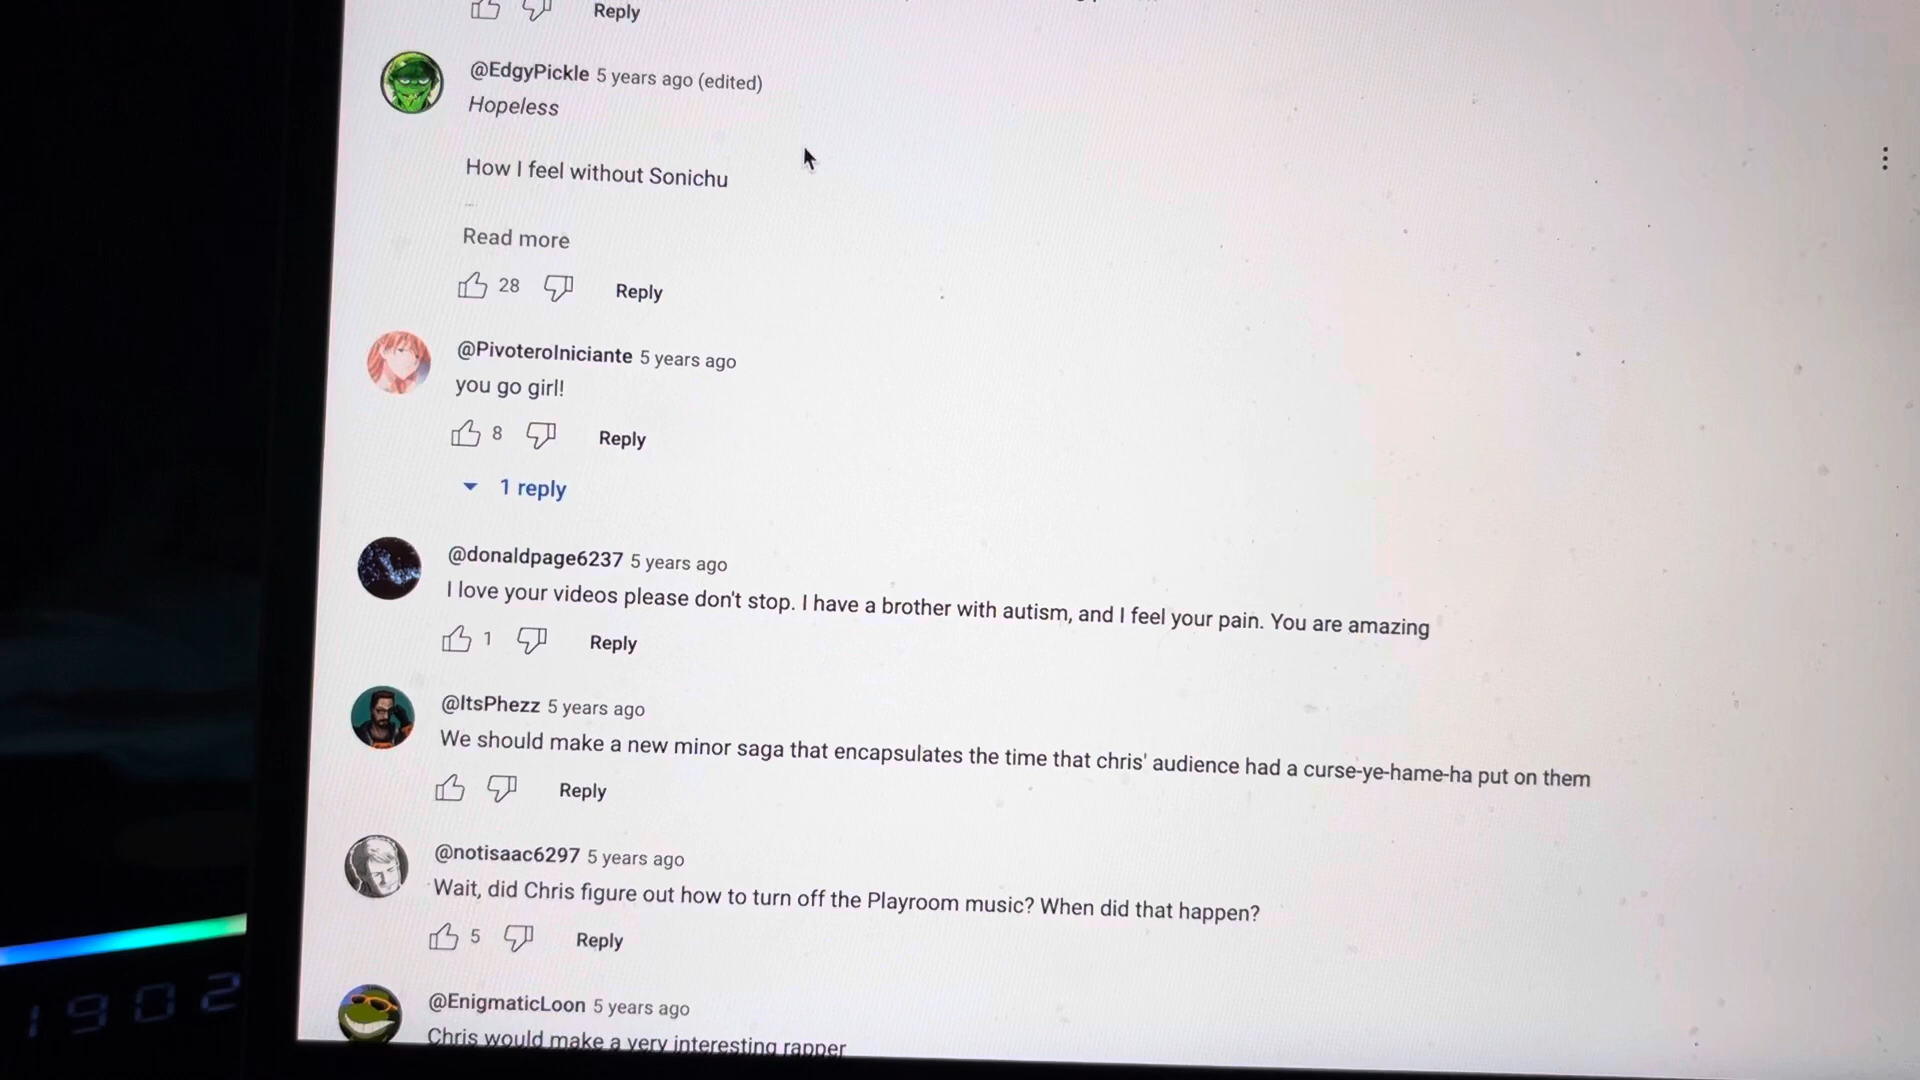 Reply
@EdgyPickle 5 years ago (edited)
Hopeless
How I feel without Sonichu
...
Read more
28 Reply
@PivoteroIniciante 5 years ago
you go girl!
8 Reply
1 reply
@donaldpage6237 5 years ago
I love your videos please don't stop. I have a brother with autism, and I feel your pain. You are amazing
1 Reply
@ItsPhezz 5 years ago
We should make a new minor saga that encapsulates the time that chris' audience had a curse-ye-hame-ha put on them
Reply
@notisaac6297 5 years ago
Wait, did Chris figure out how to turn off the Playroom music? When did that happen?
5 Reply
@EnigmaticLoon 5 years ago
Chris would make a very interesting rapper
1902